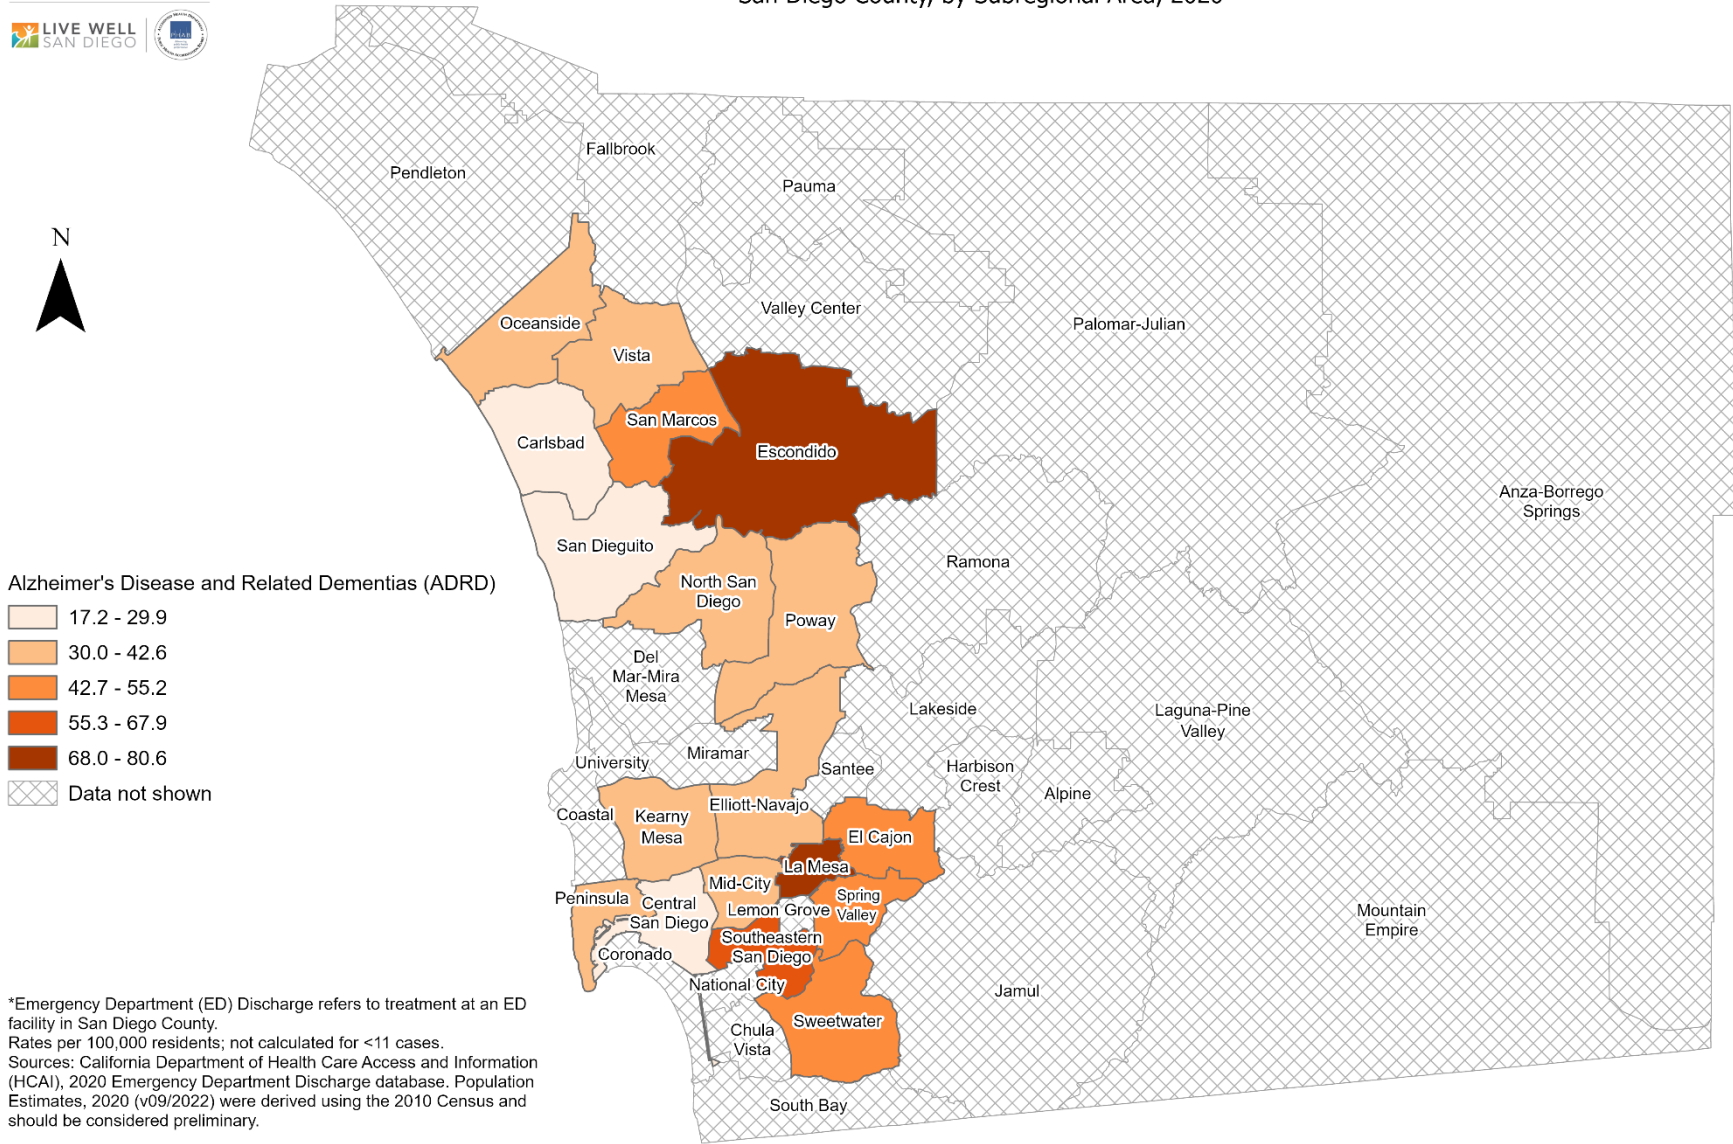 San Diego County, by Subregional Area, 2020
LIVE WELL
SAN DIEGO
PHAB
N
Pendleton
Fallbrook
Pauma
Valley Center
Palomar-Julian
Oceanside
Vista
San Marcos
Carlsbad
Escondido
Anza-Borrego
Springs
San Dieguito
Ramona
North San
Diego
Poway
Del
Mar-Mira
Mesa
Lakeside
Laguna-Pine
Valley
Miramar
University
Santee
Harbison
Crest
Alpine
Coastal
Kearny
Mesa
Elliott-Navajo
El Cajon
La Mesa
Mid-City
Peninsula
Central
San Diego
Spring
Valley
Lemon Grove
Mountain
Empire
Southeastern
San Diego
Coronado
National City
Jamul
Sweetwater
Chula
Vista
South Bay
Alzheimer's Disease and Related Dementias (ADRD)
17.2 - 29.9
30.0 - 42.6
42.7 - 55.2
55.3 - 67.9
68.0 - 80.6
Data not shown
*Emergency Department (ED) Discharge refers to treatment at an ED
facility in San Diego County.
Rates per 100,000 residents; not calculated for <11 cases.
Sources: California Department of Health Care Access and Information
(HCAI), 2020 Emergency Department Discharge database. Population
Estimates, 2020 (v09/2022) were derived using the 2010 Census and
should be considered preliminary.